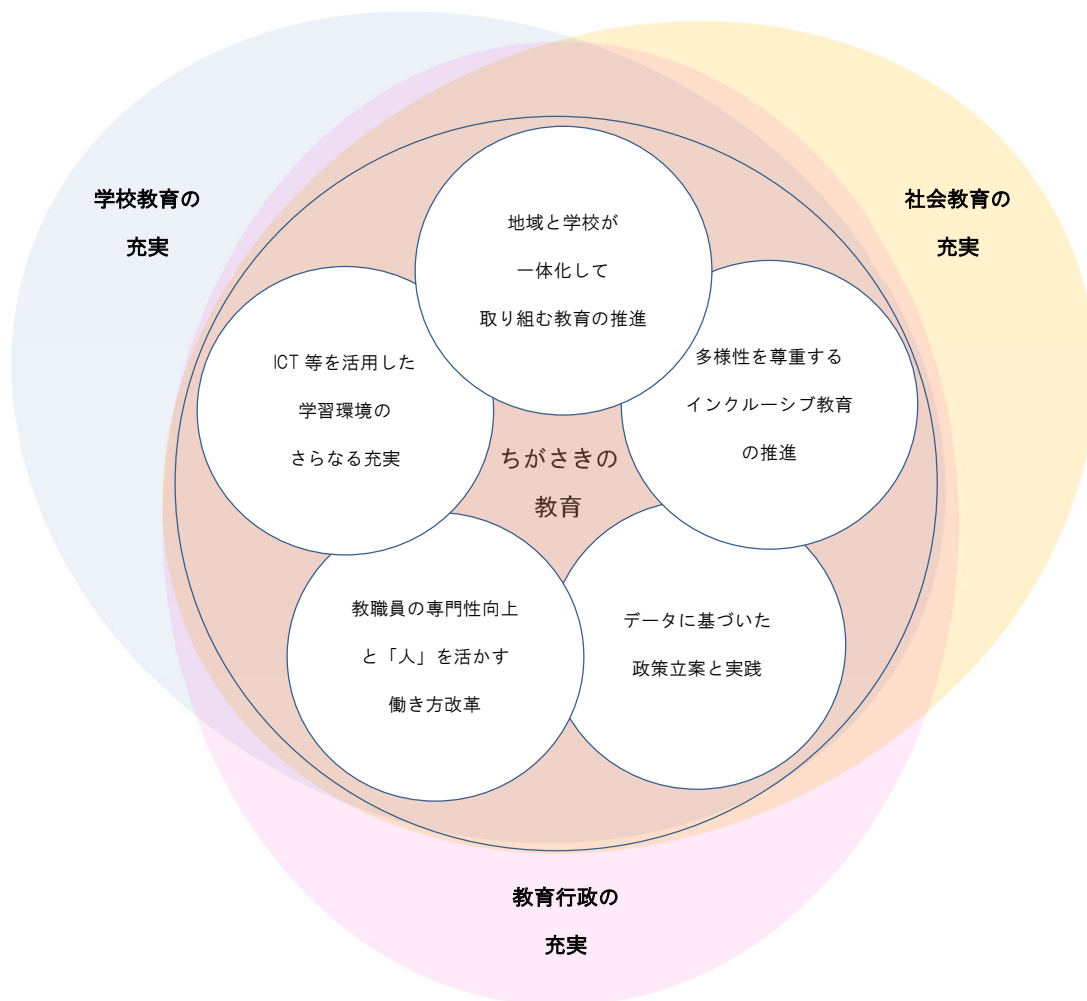 学校教育の
充実
社会教育の
充実
地域と学校が
一体化して
取り組む教育の推進
ICT 等を活用した
学習環境の
さらなる充実
多様性を尊重する
インクルーシブ教育
の推進
ちがさきの
教育
教職員の専門性向上
と「人」を活かす
働き方改革
データに基づいた
政策立案と実践
教育行政の
充実